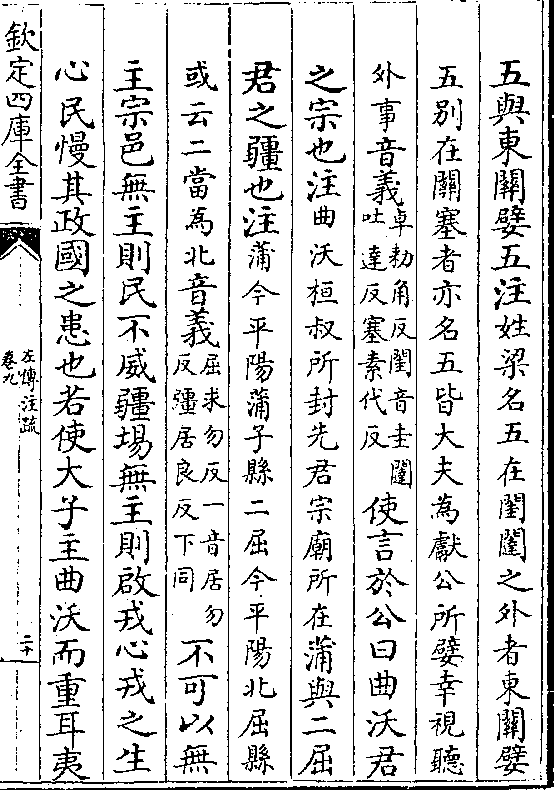 五與東關嬖五注姓梁名五在閨闥之外者東關嬖
五別在關塞者亦名五皆大夫為獻公所嬖幸視聽
外事音義卓勑角反閨音圭闥吐達反塞素代反使言於公曰曲沃君
之宗也注曲沃桓叔所封先君宗廟所在蒲與二屈
君之疆也注蒲今平陽蒲子縣二屈今平陽北屈縣
或云二當為北音義屈求勿反一音居勿反疆居良反下同不可以無
主宗邑無主則民不威疆埸無主則啟戎心戎之生
心民慢其政國之患也若使大子主曲沃而重耳夷
欽定四庫全書
左傳注疏
卷九
二十